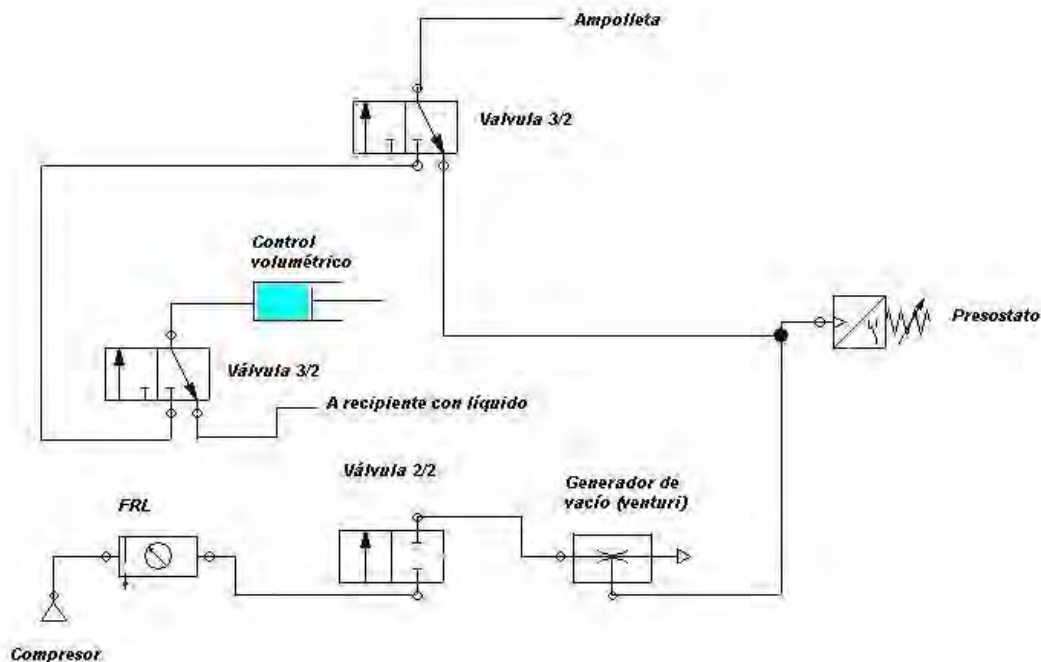 Ampolleta
Valvula 3/2
Control
volumétrico
Presostato
Válvula 3/2
A recipiente con líquido
Válvula 2/2
Generador de
vacío (venturi)
FRL
Compresor